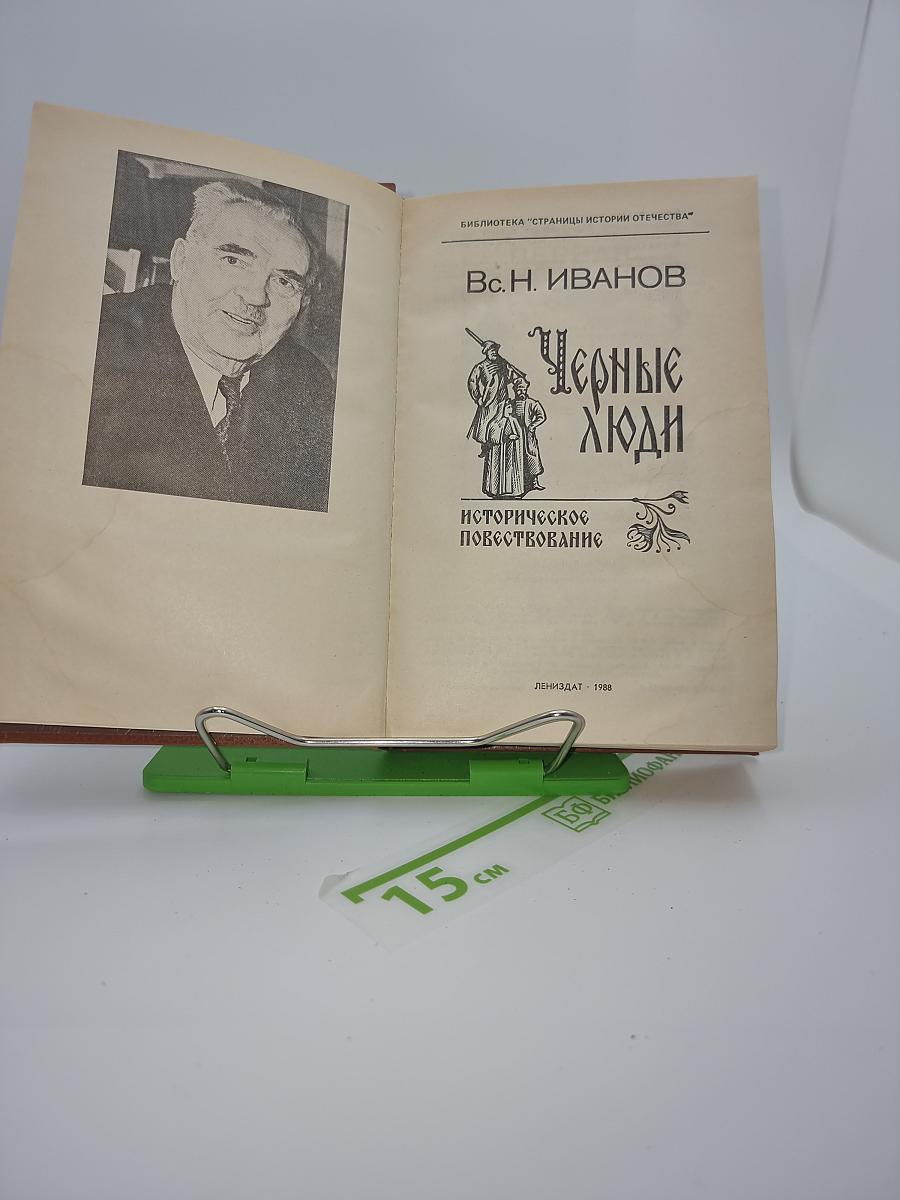 БИБЛИОТЕКА "СТРАНИЦЫ ИСТОРИИ ОТЕЧЕСТВА"
Вс. Н. ИВАНОВ
Черные
люди
ИСТОРИЧЕСКОЕ
ПОВЕСТВОВАНИЕ
ЛЕНИЗДАТ · 1988
БФ
15 см